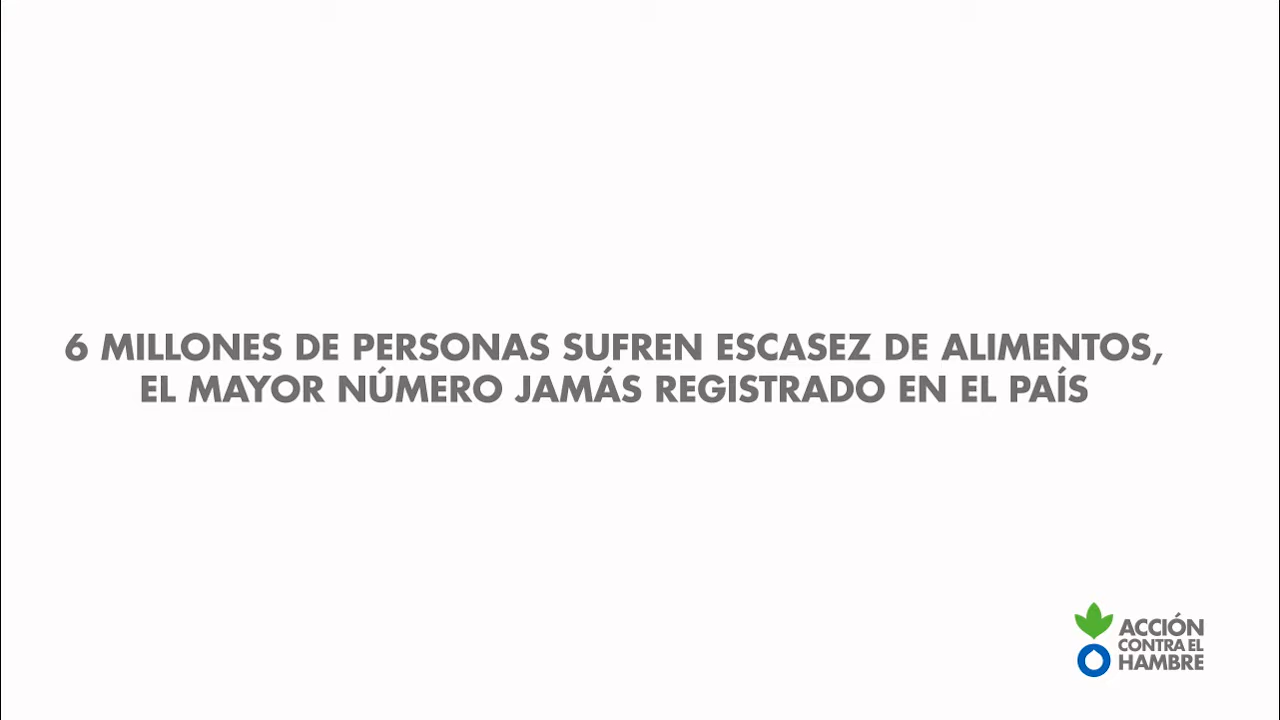 6 MILLONES DE PERSONAS SUFREN ESCASEZ DE ALIMENTOS,
EL MAYOR NÚMERO JAMÁS REGISTRADO EN EL PAÍS
ACCIÓN
CONTRA EL
HAMBRE